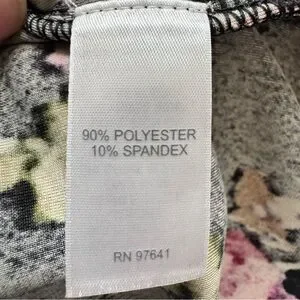 90% POLYESTER
10% SPANDEX
RN 97641